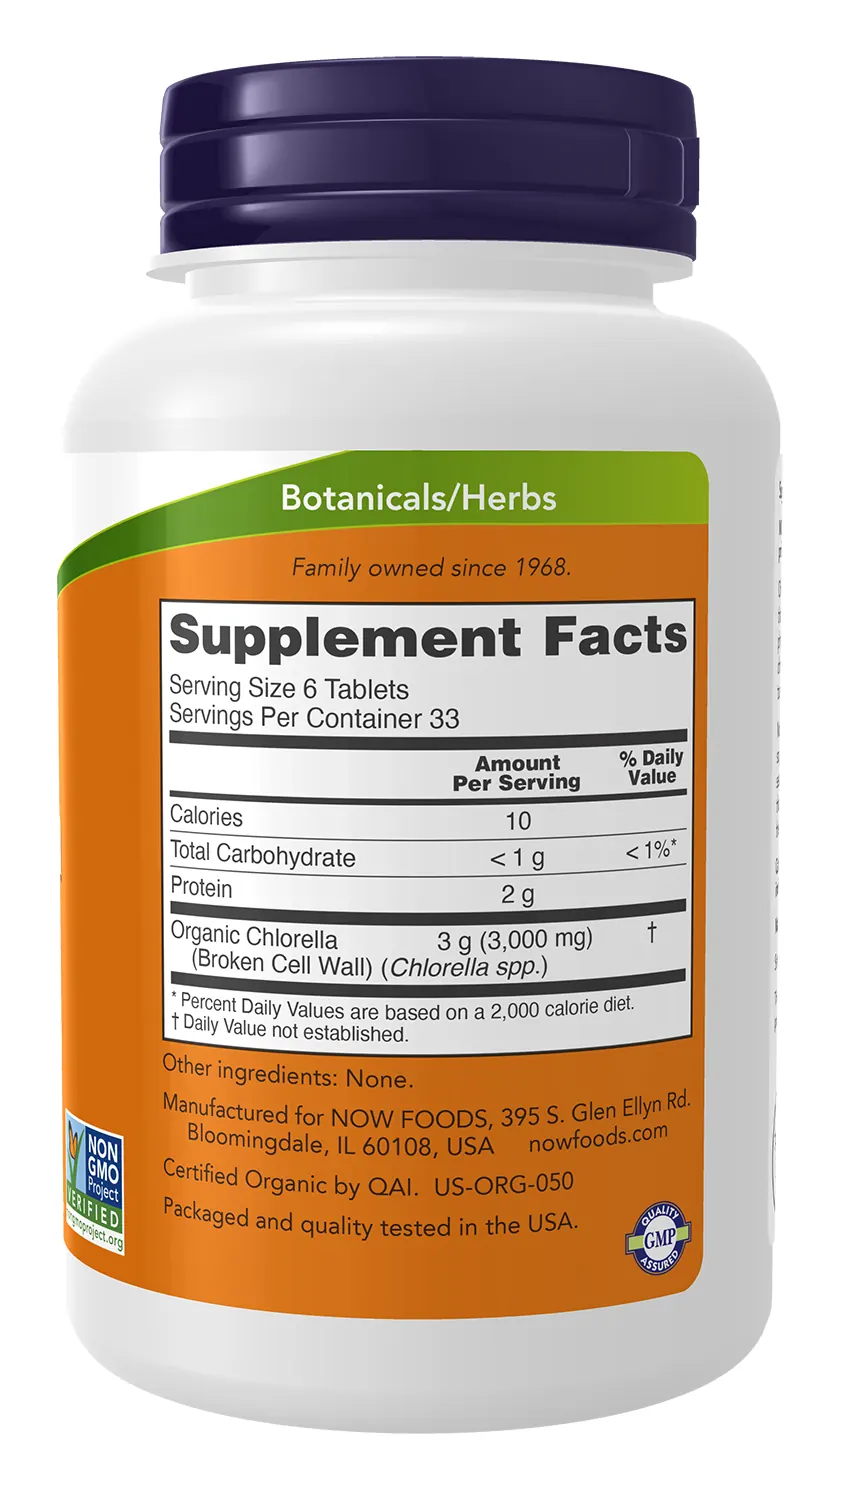 Botanicals/Herbs
Family owned since 1968.
Supplement Facts
Serving Size 6 Tablets
Servings Per Container 33
Amount Per Serving % Daily Value
Calories 10
Total Carbohydrate < 1 g < 1%*
Protein 2 g
Organic Chlorella 3 g (3,000 mg) †
(Broken Cell Wall) (Chlorella spp.)
* Percent Daily Values are based on a 2,000 calorie diet.
† Daily Value not established.
Other ingredients: None.
Manufactured for NOW FOODS, 395 S. Glen Ellyn Rd.
Bloomingdale, IL 60108, USA nowfoods.com
Certified Organic by QAI. US-ORG-050
Packaged and quality tested in the USA.
NON
GMO
Project
VERIFIED
ngmoproject.org
QUALITY
GMP
ASSURED